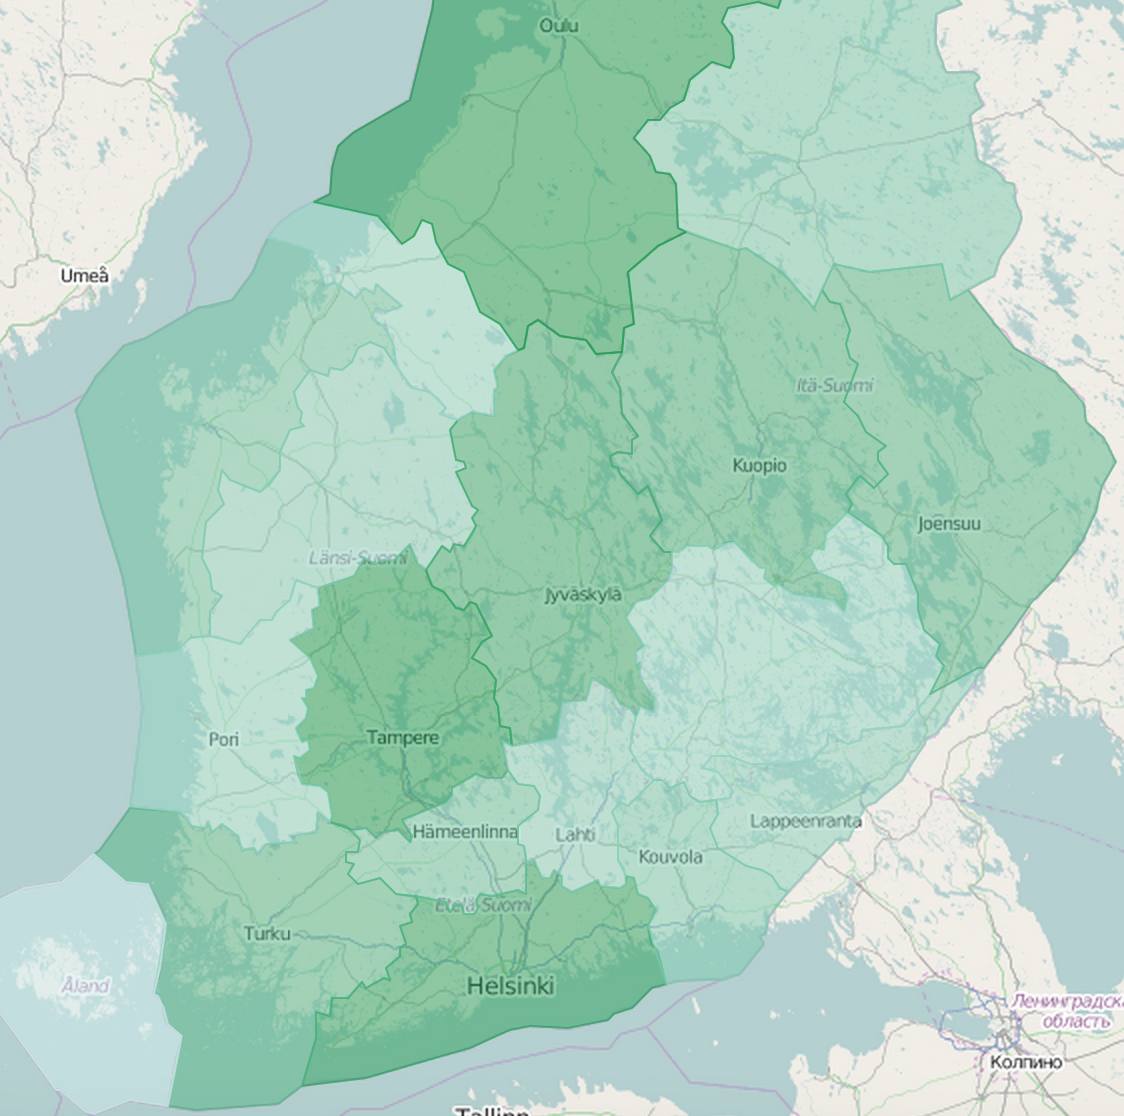 Oulu
Umeå
Itä-Suomi
Kuopio
Joensuu
Länsi-Suomi
Jyväskylä
Pori
Tampere
Hämeenlinna
Lahti
Lappeenranta
Kouvola
Etelä Suomi
Turku
Helsinki
Åland
Ленинградска
область
Колпино
Tallinn